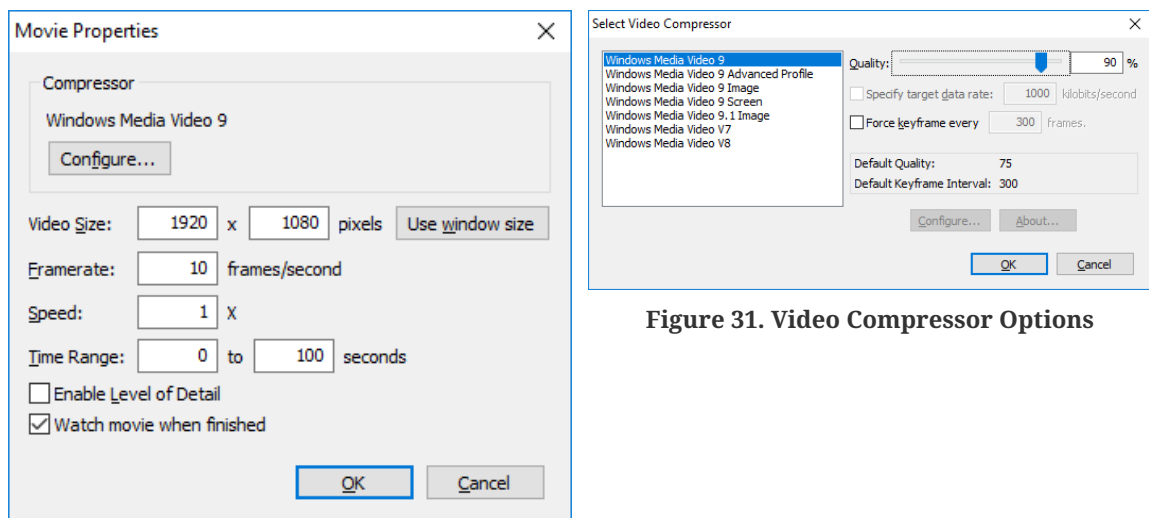 Movie Properties
Compressor
Windows Media Video 9
Configure...
Video Size: 1920 x 1080 pixels Use window size
Framerate: 10 frames/second
Speed: 1 X
Time Range: 0 to 100 seconds
Enable Level of Detail
Watch movie when finished
OK Cancel
Select Video Compressor
Windows Media Video 9
Windows Media Video 9 Advanced Profile
Windows Media Video 9 Image
Windows Media Video 9 Screen
Windows Media Video 9.1 Image
Windows Media Video V7
Windows Media Video V8
Quality: 90 %
Specify target data rate: 1000 kilobits/second
Force keyframe every 300 frames.
Default Quality: 75
Default Keyframe Interval: 300
Configure... About...
OK Cancel
Figure 31. Video Compressor Options